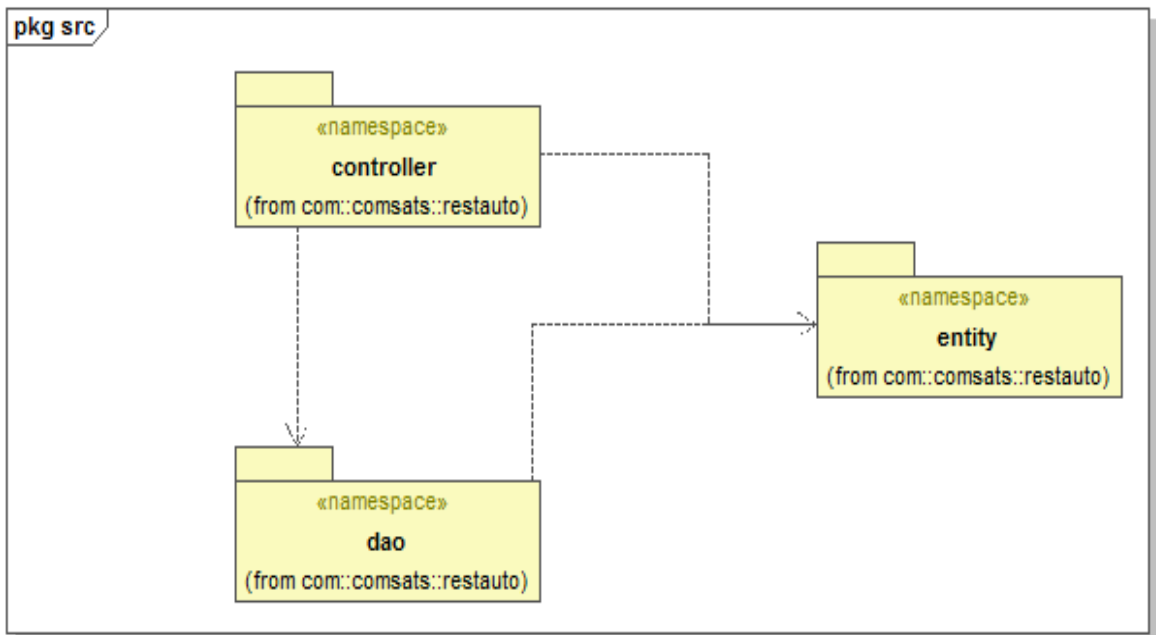 pkg src
«namespace»
controller
(from com::comsats::restauto)
«namespace»
entity
(from com::comsats::restauto)
«namespace»
dao
(from com::comsats::restauto)